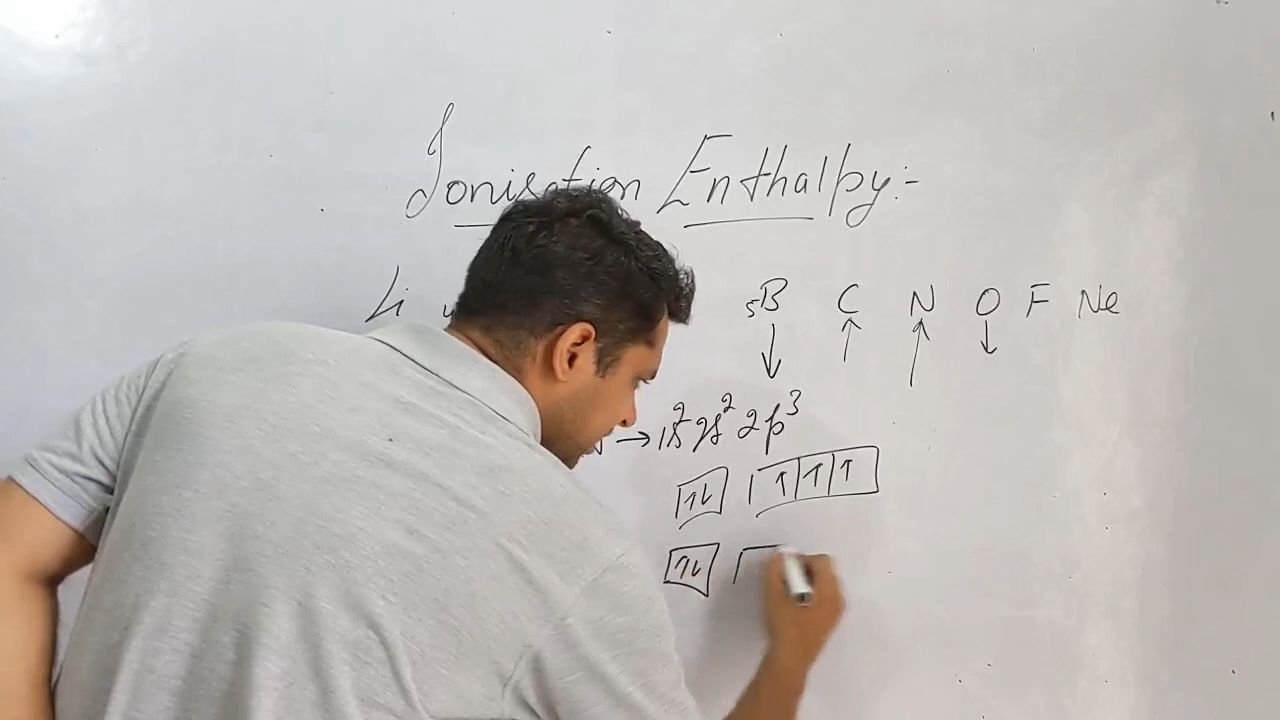 Ionisation Enthalpy:-
Li 5B C N O F Ne
↑ ↑ ↓
↓
N → 1s² 2s² 2p³
↑↓ ↑ ↑ ↑
↑↓